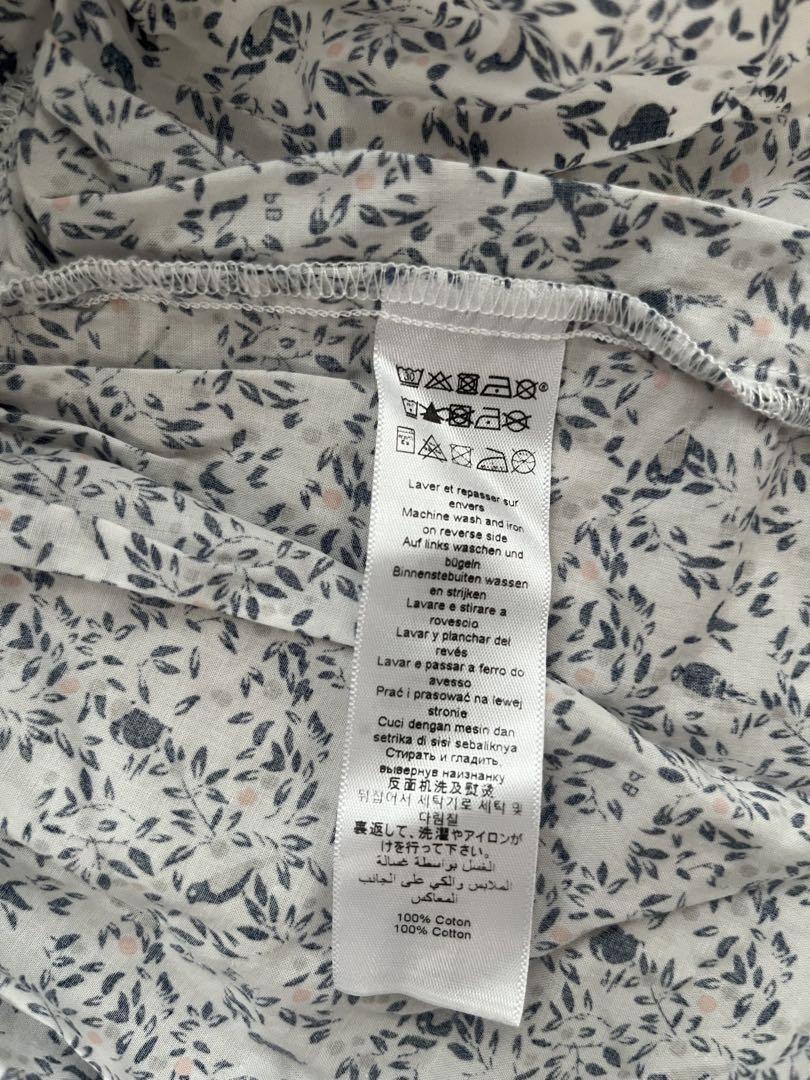 Laver et repasser sur
envers
Machine wash and iron
on reverse side
Auf links waschen und
bügeln
Binnenstebuiten wassen
en strijken
Lavare e stirare a
rovescio
Lavar y planchar del
revés
Lavar e passar a ferro do
avesso
Prać i prasować na lewej
stronie
Cuci dengan mesin dan
setrika di sisi sebaliknya
Стирать и гладить,
вывернув наизнанку
反面机洗及熨烫
뒤집어서 세탁기로 세탁 및
다림질
裏返して、洗濯やアイロンが
けを行って下さい。
الغسل بواسطة غسالة
الملابس والكي على الجانب
المعاكس
100% Coton
100% Cotton
PB
PB